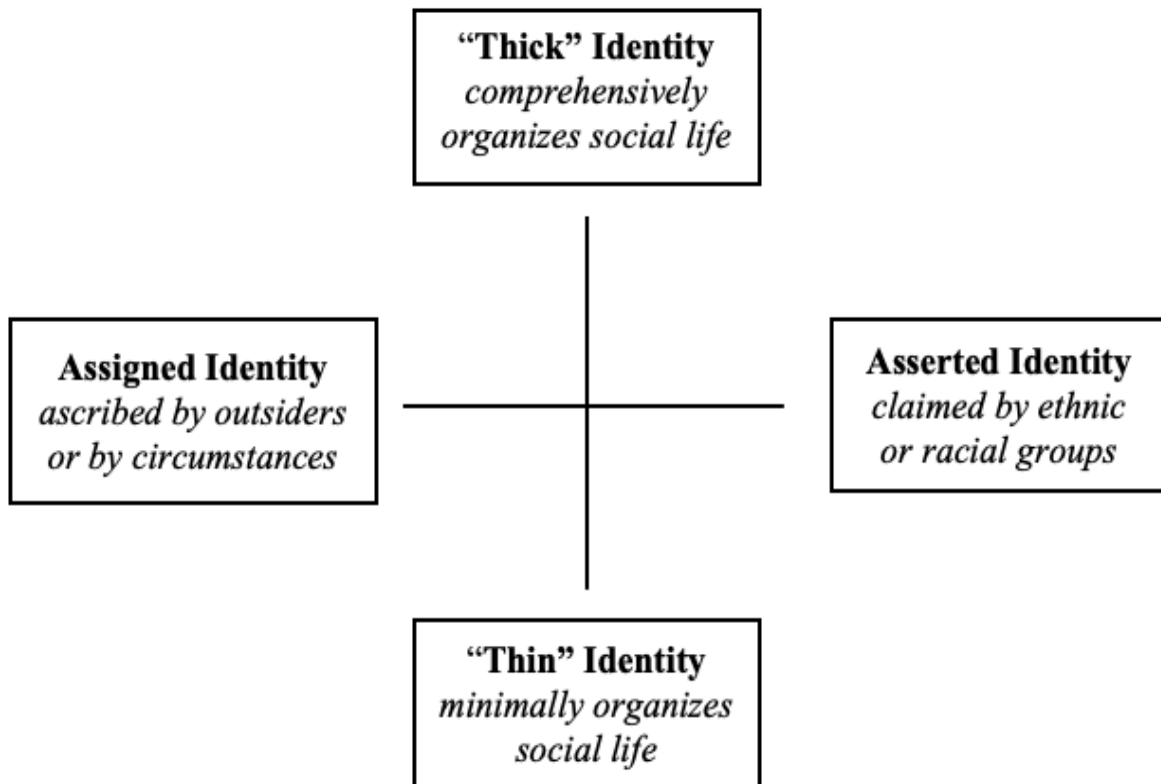 “Thick” Identity
comprehensively
organizes social life
Assigned Identity
ascribed by outsiders
or by circumstances
Asserted Identity
claimed by ethnic
or racial groups
“Thin” Identity
minimally organizes
social life